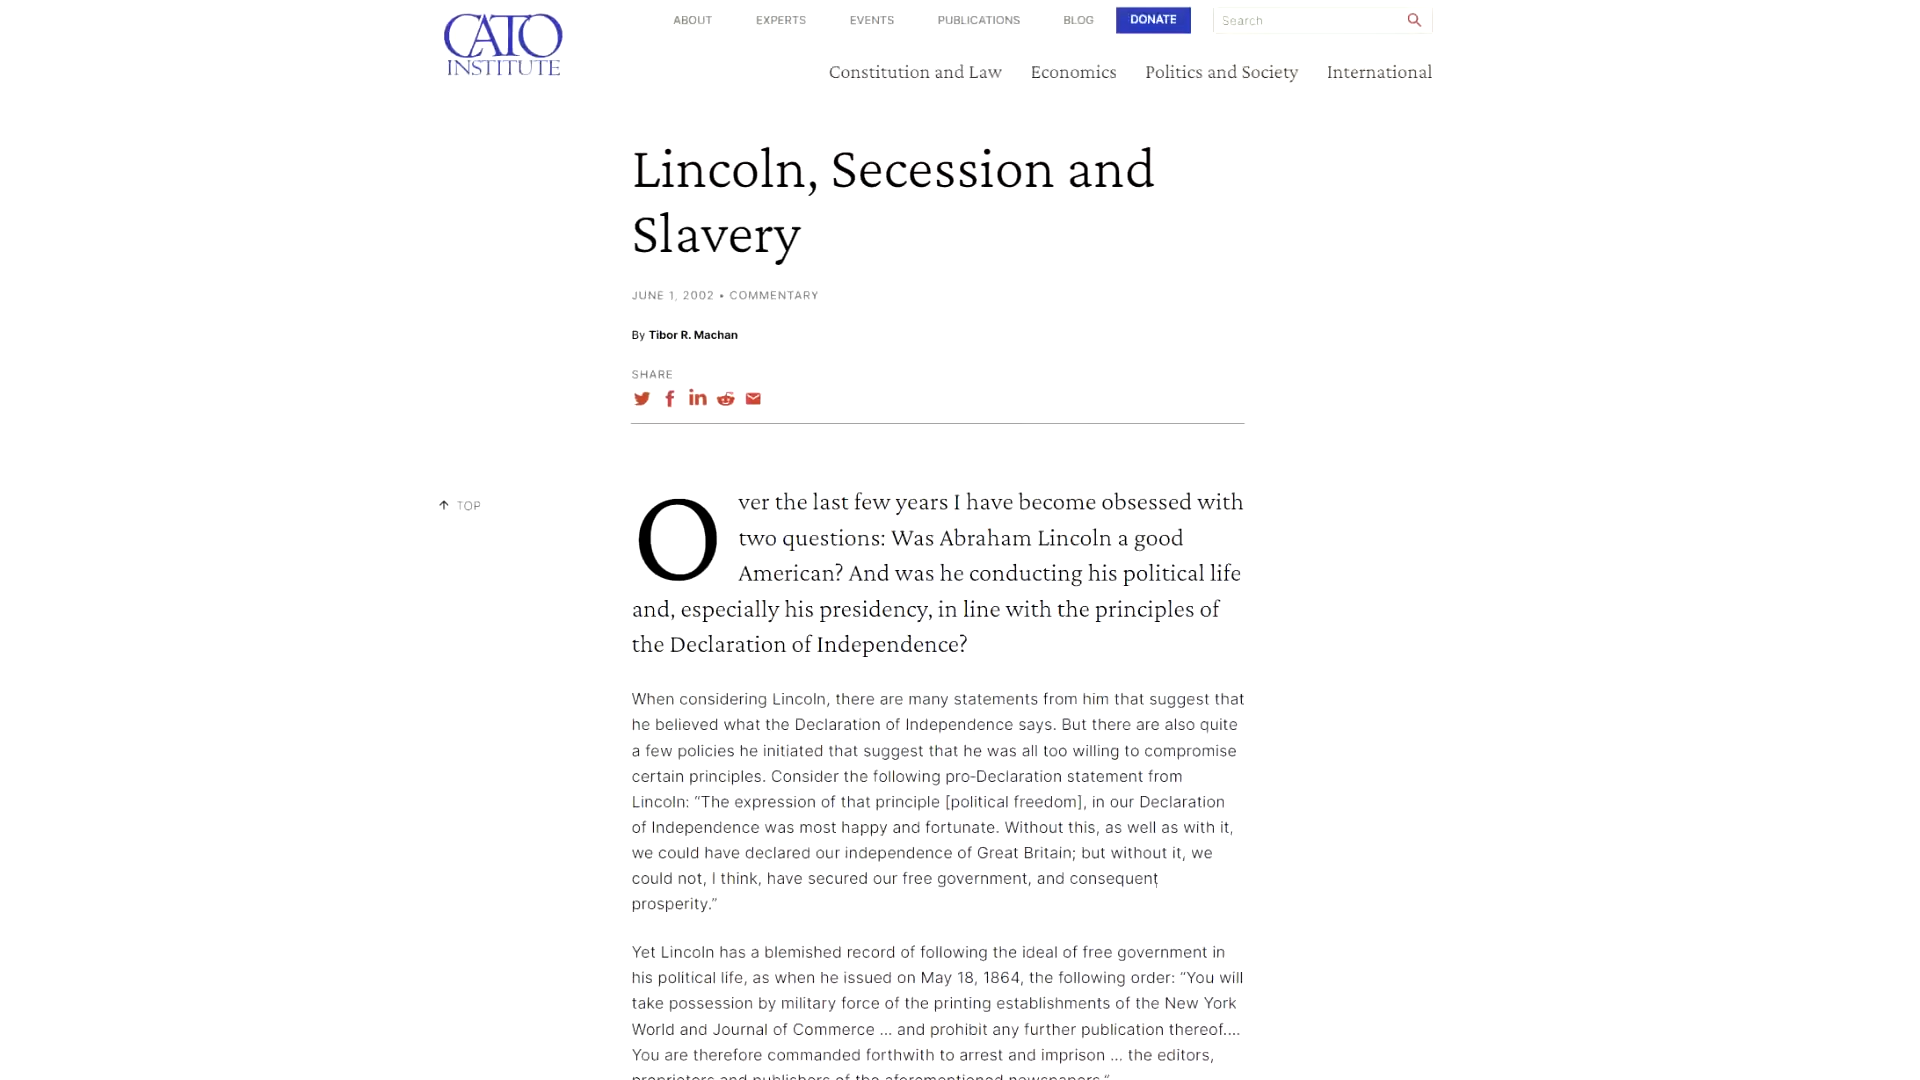 CATO
INSTITUTE
ABOUT EXPERTS EVENTS PUBLICATIONS BLOG DONATE Search
Constitution and Law Economics Politics and Society International
Lincoln, Secession and
Slavery
JUNE 1, 2002 • COMMENTARY
By Tibor R. Machan
SHARE
TOP
Over the last few years I have become obsessed with
two questions: Was Abraham Lincoln a good
American? And was he conducting his political life
and, especially his presidency, in line with the principles of
the Declaration of Independence?
When considering Lincoln, there are many statements from him that suggest that
he believed what the Declaration of Independence says. But there are also quite
a few policies he initiated that suggest that he was all too willing to compromise
certain principles. Consider the following pro-Declaration statement from
Lincoln: “The expression of that principle [political freedom], in our Declaration
of Independence was most happy and fortunate. Without this, as well as with it,
we could have declared our independence of Great Britain; but without it, we
could not, I think, have secured our free government, and consequent
prosperity.”
Yet Lincoln has a blemished record of following the ideal of free government in
his political life, as when he issued on May 18, 1864, the following order: “You will
take possession by military force of the printing establishments of the New York
World and Journal of Commerce ... and prohibit any further publication thereof....
You are therefore commanded forthwith to arrest and imprison ... the editors,
proprietors and publishers of the aforementioned newspapers.”